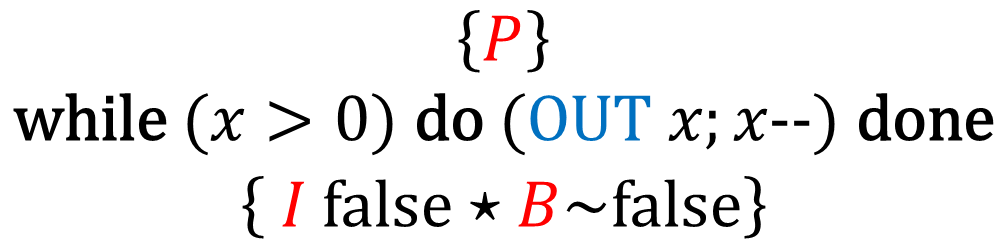 {P}
while (x > 0) do (OUT x; x--) done
{ I false ⋆ B~false}